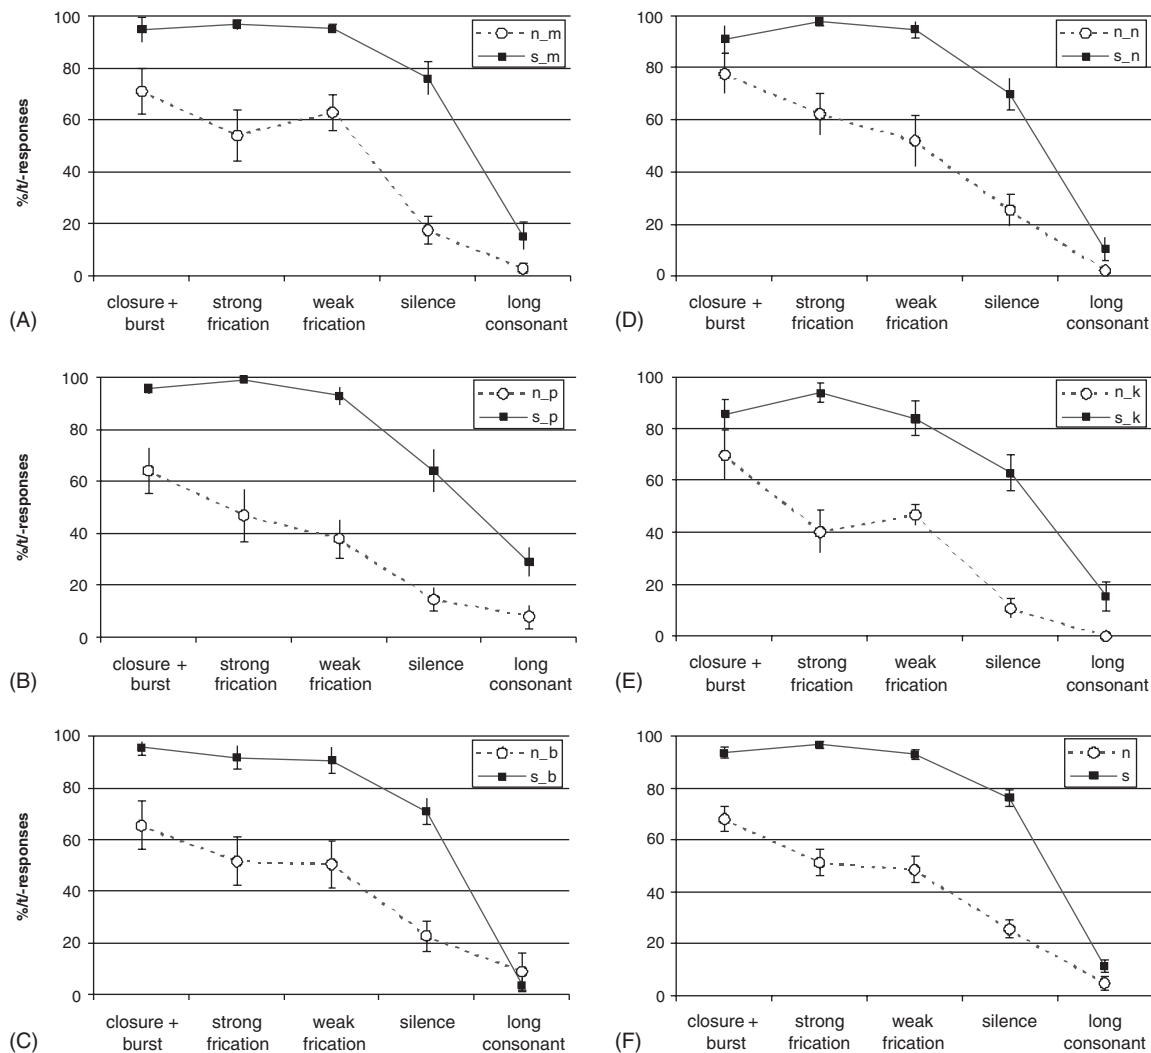 100
80
60
40
20
0
%/t/-responses
n_m
s_m
closure + burst
strong frication
weak frication
silence
long consonant
(A)
100
80
60
40
20
0
n_n
s_n
closure + burst
strong frication
weak frication
silence
long consonant
(D)
100
80
60
40
20
0
%/t/-responses
n_p
s_p
closure + burst
strong frication
weak frication
silence
long consonant
(B)
100
80
60
40
20
0
n_k
s_k
closure + burst
strong frication
weak frication
silence
long consonant
(E)
100
80
60
40
20
0
%/t/-responses
n_b
s_b
closure + burst
strong frication
weak frication
silence
long consonant
(C)
100
80
60
40
20
0
n
s
closure + burst
strong frication
weak frication
silence
long consonant
(F)